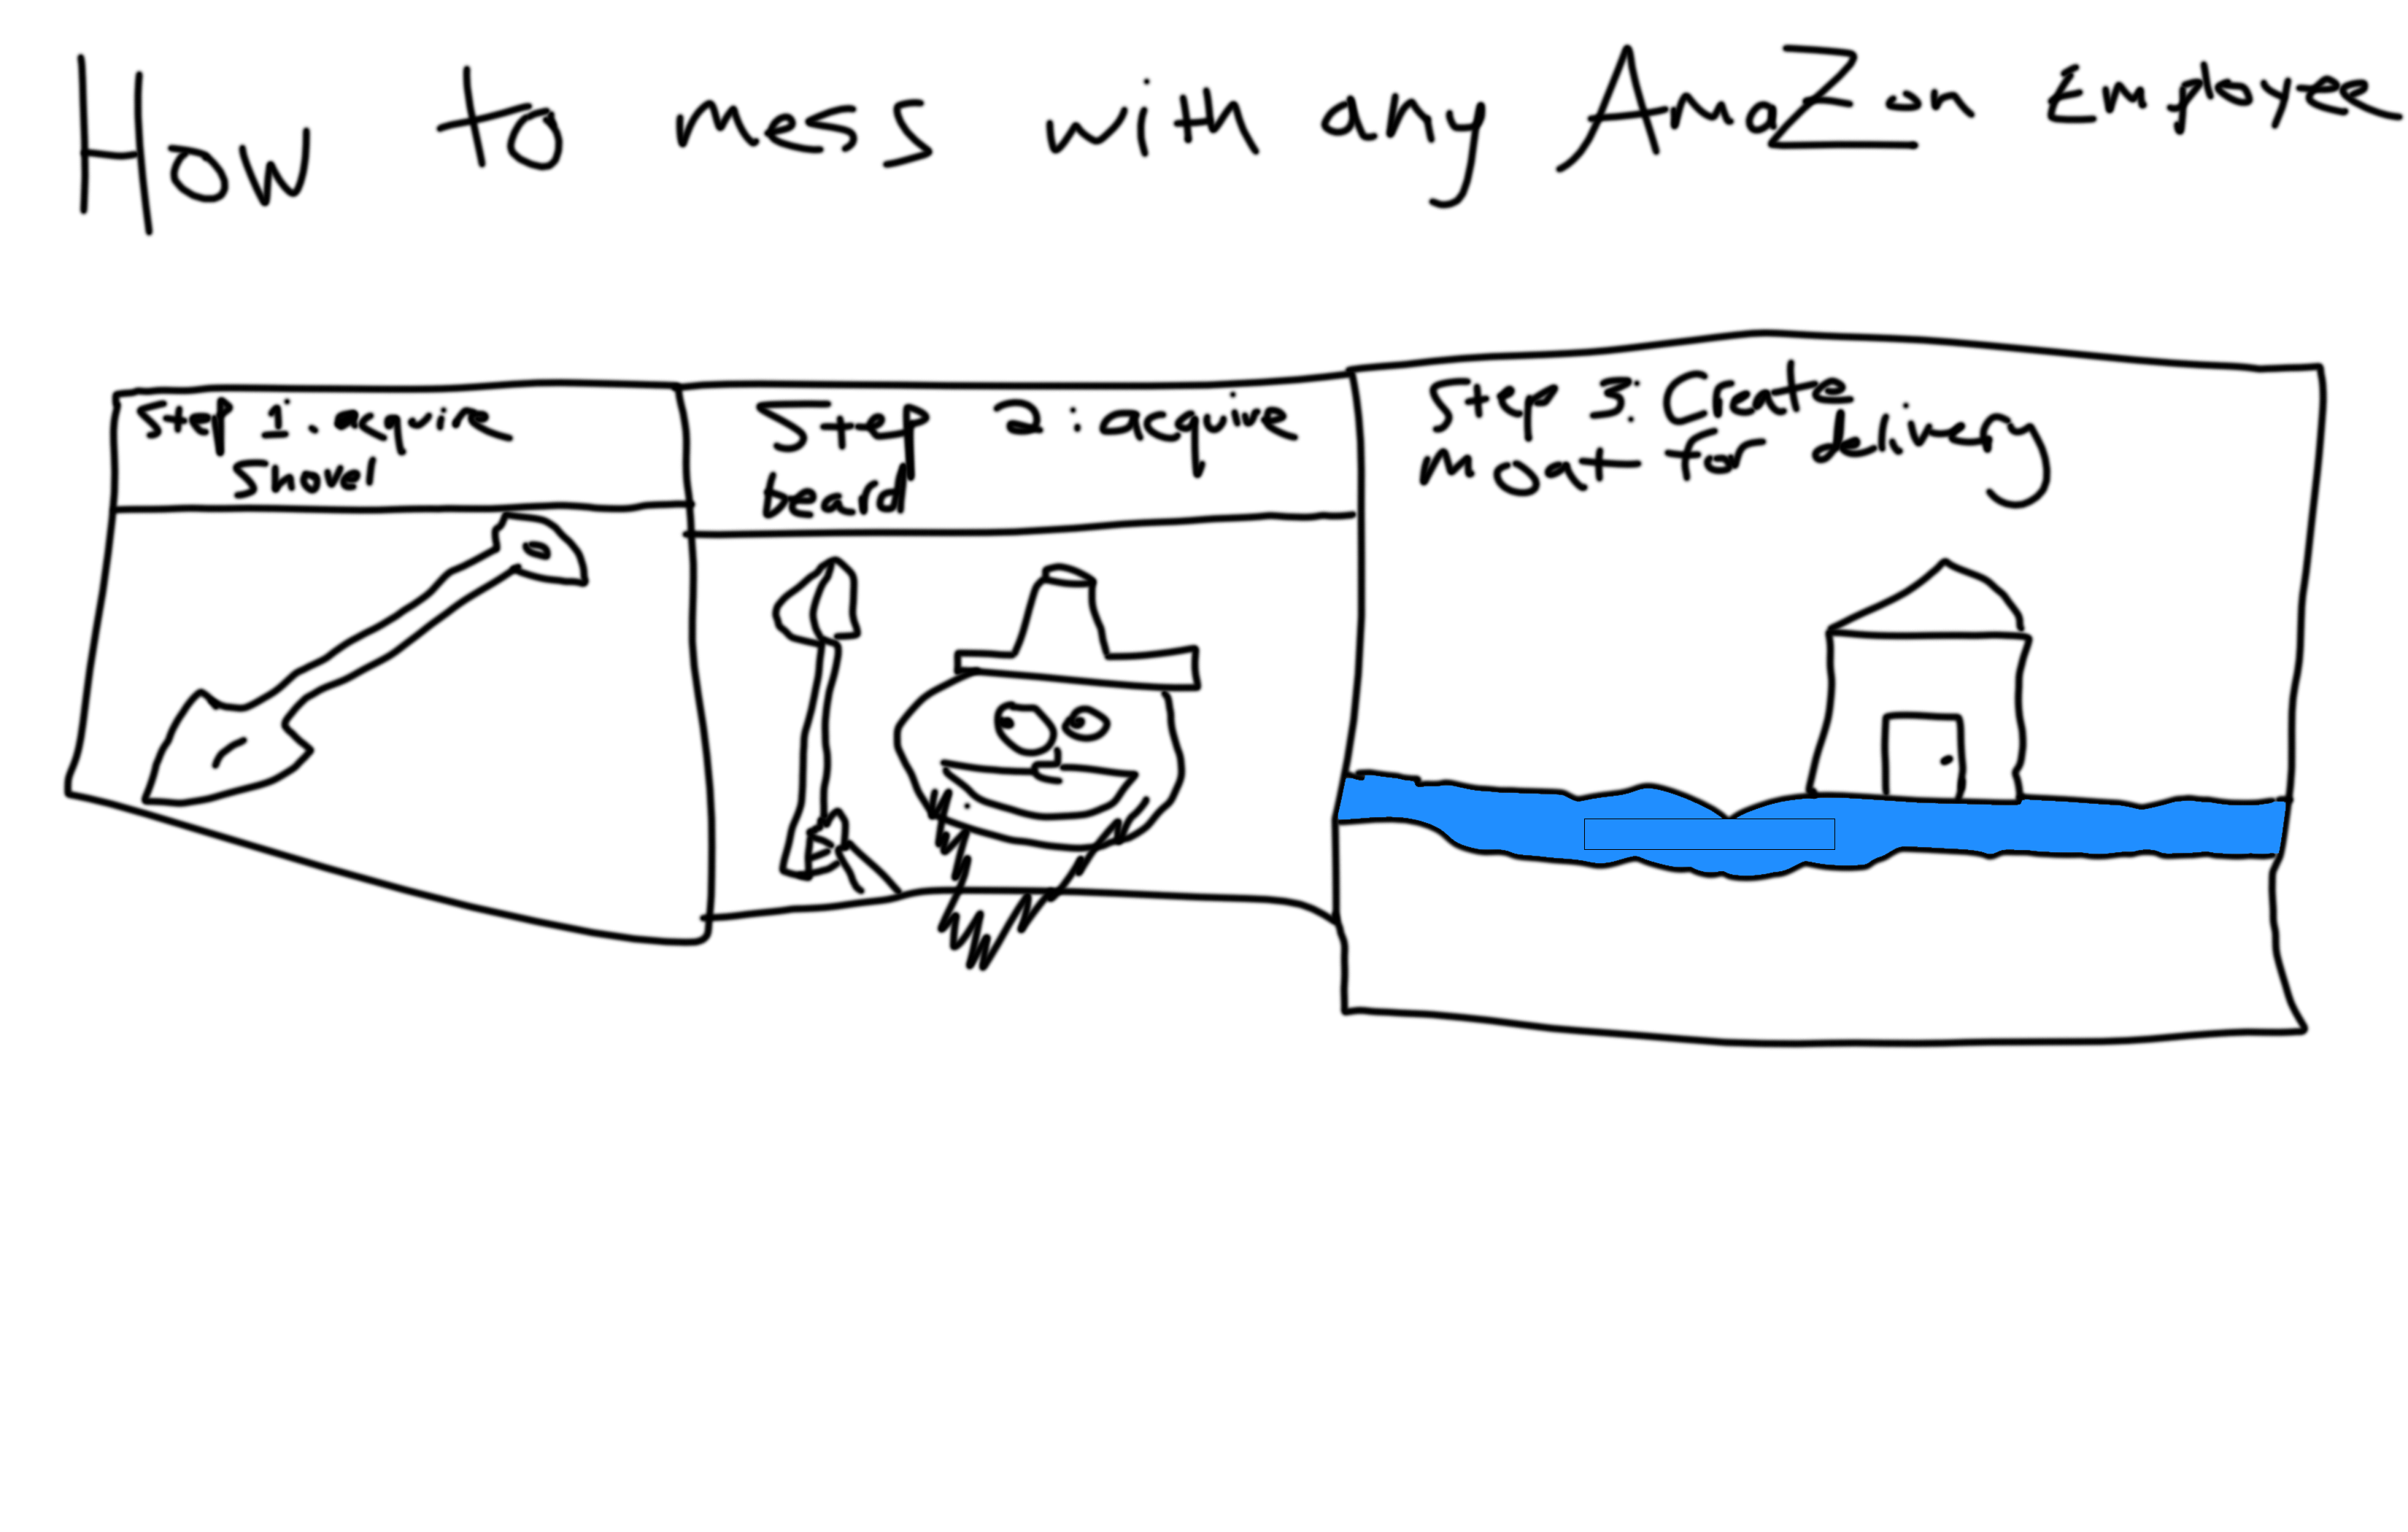 How to mess with any AmaZon Employee
Step 1: acquire
Shovel
Step 2: acquire
beard
Step 3: Create
moat for delivery